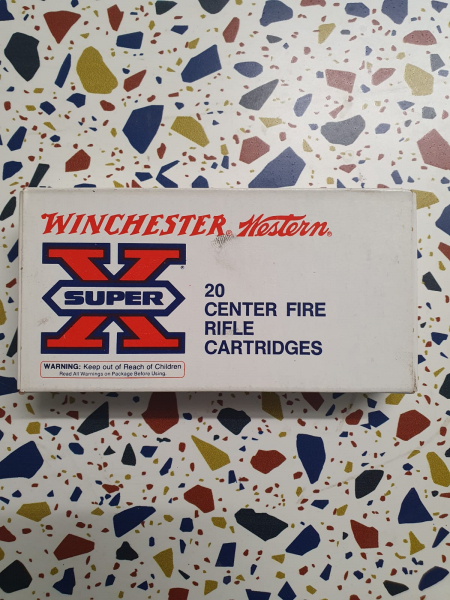 WINCHESTER® Western®
X®
SUPER
20
CENTER FIRE
RIFLE
CARTRIDGES
WARNING: Keep out of Reach of Children
Read All Warnings on Package Before Using.